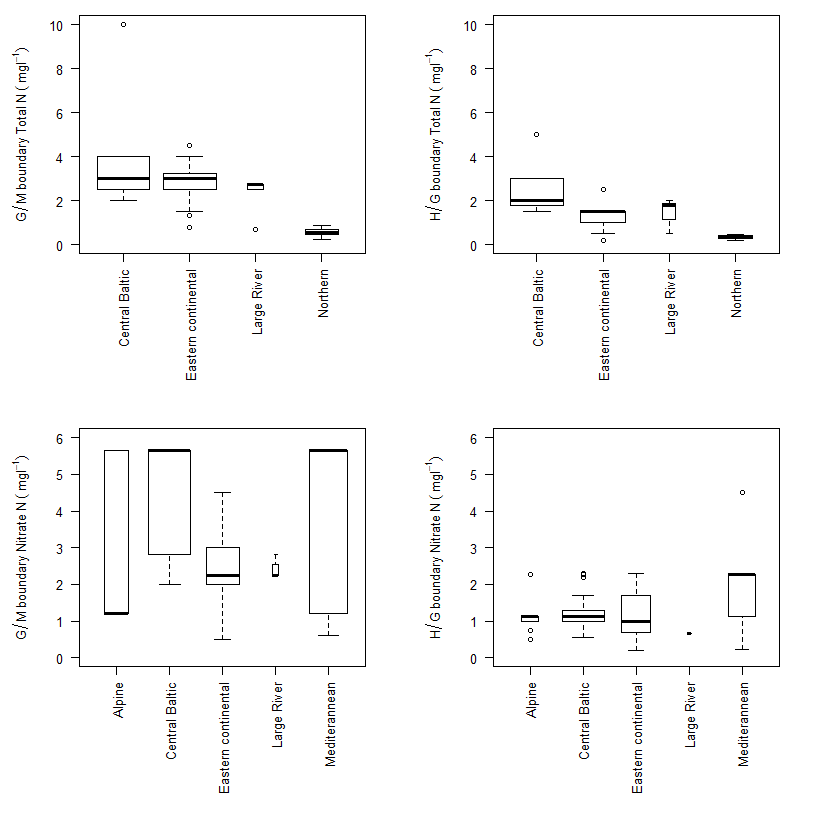 G/M boundary Total N ( mgl⁻¹)
10
8
6
4
2
0
Central Baltic
Eastern continental
Large River
Northern
H/G boundary Total N ( mgl⁻¹)
10
8
6
4
2
0
Central Baltic
Eastern continental
Large River
Northern
G/M boundary Nitrate N ( mgl⁻¹)
6
5
4
3
2
1
0
Alpine
Central Baltic
Eastern continental
Large River
Mediterannean
H/G boundary Nitrate N ( mgl⁻¹)
6
5
4
3
2
1
0
Alpine
Central Baltic
Eastern continental
Large River
Mediterannean